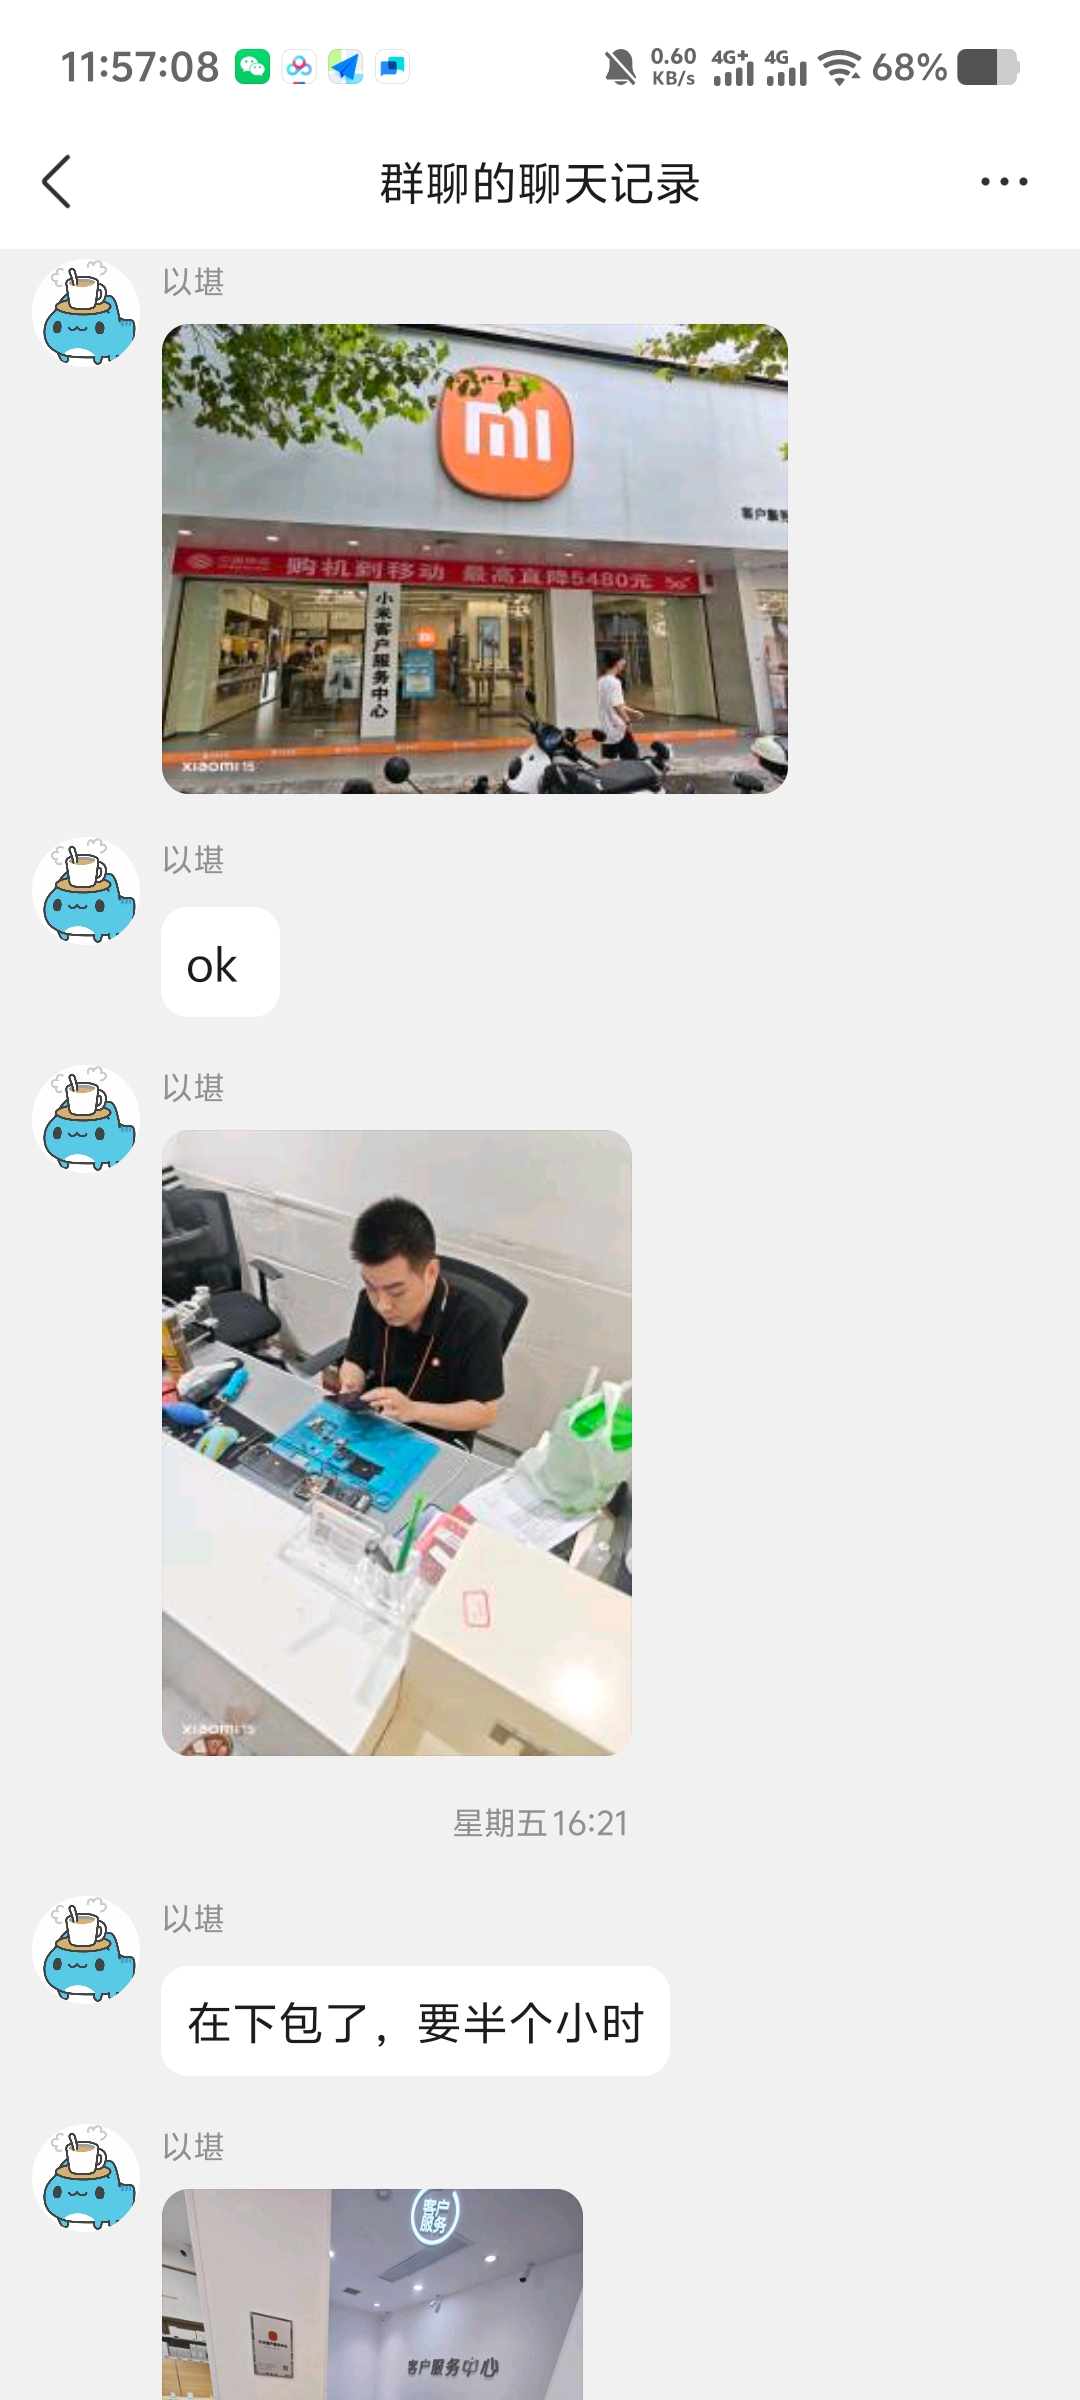 11:57:08
0.60
KB/s
4G+
4G
68%
群聊的聊天记录
以堪
mi
客户服务
购机到移动 最高直降5480元
小米客户服务中心
xiaomi 15
以堪
ok
以堪
xiaomi 15
星期五 16:21
以堪
在下包了，要半个小时
以堪
客户
服务
客户服务中心